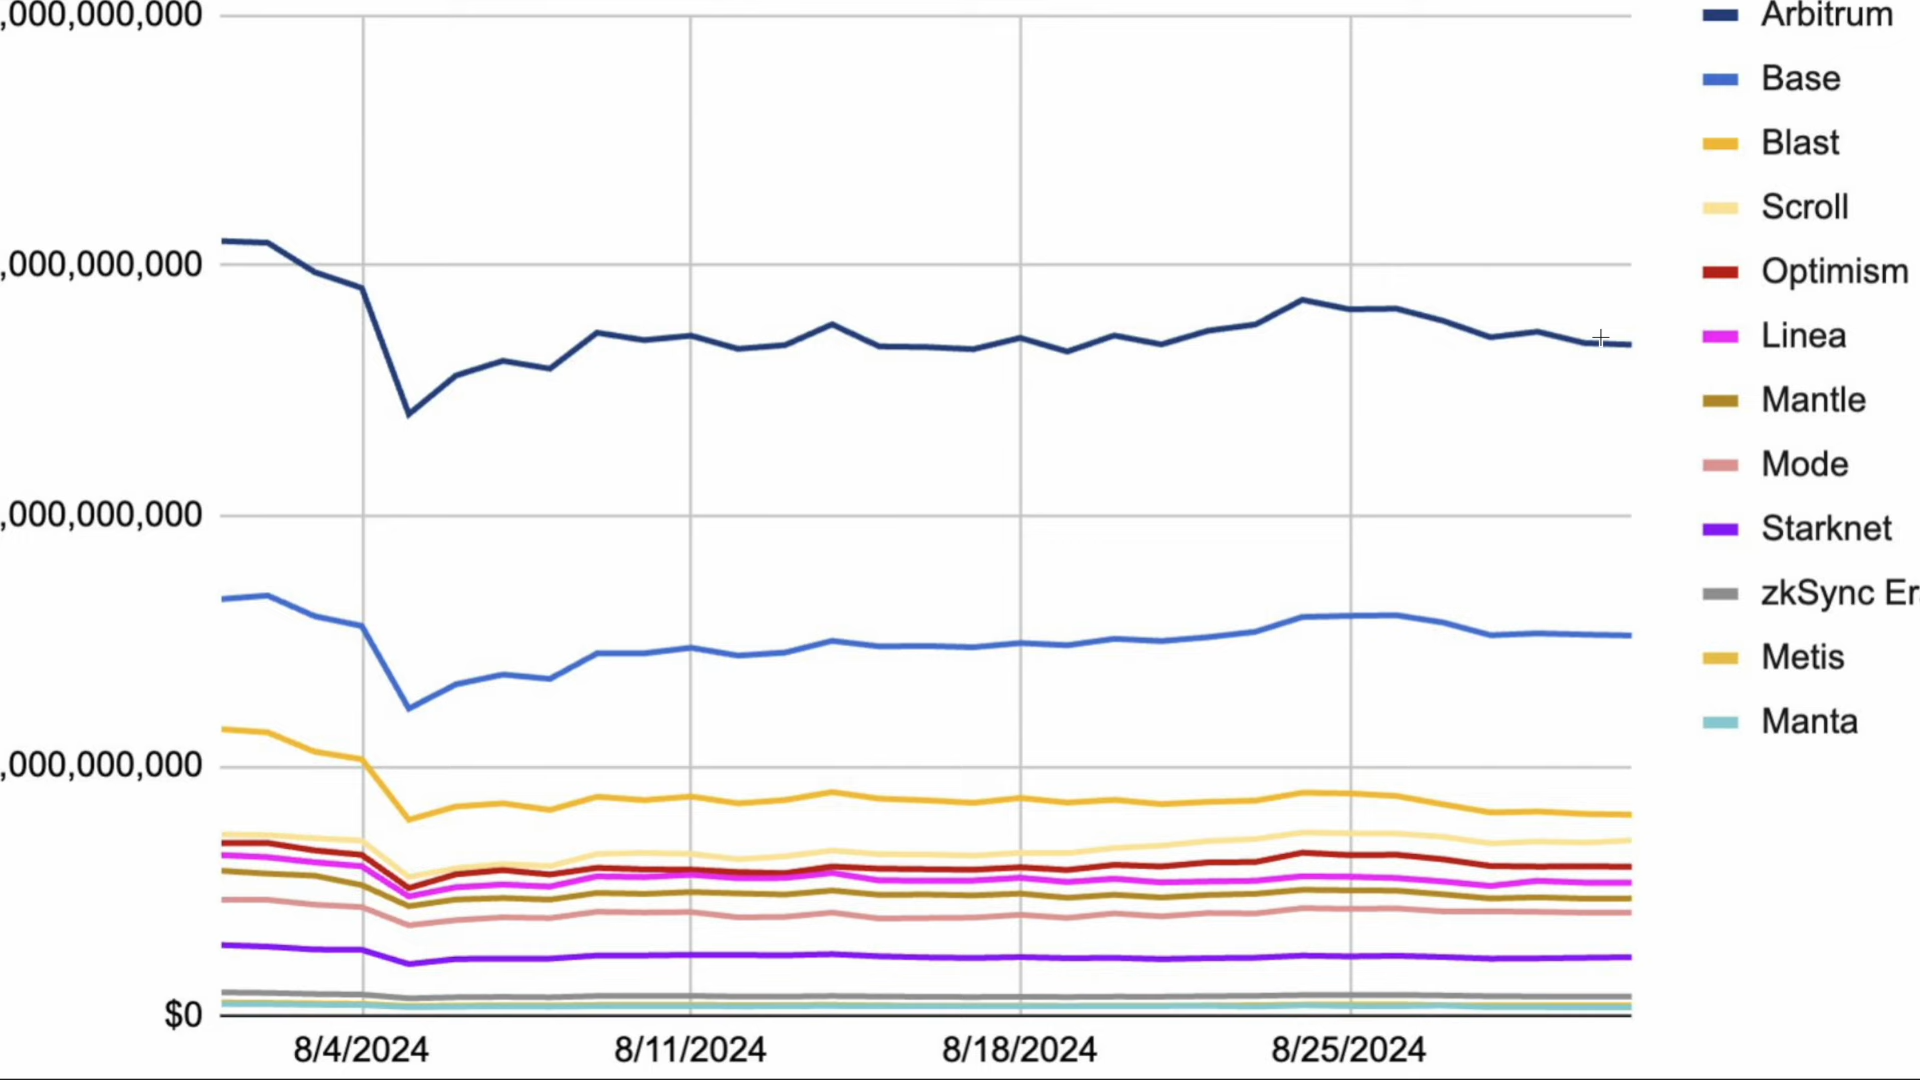 ,000,000,000
,000,000,000
,000,000,000
,000,000,000
$0
8/4/2024
8/11/2024
8/18/2024
8/25/2024
Arbitrum
Base
Blast
Scroll
Optimism
Linea
Mantle
Mode
Starknet
zkSync Er
Metis
Manta